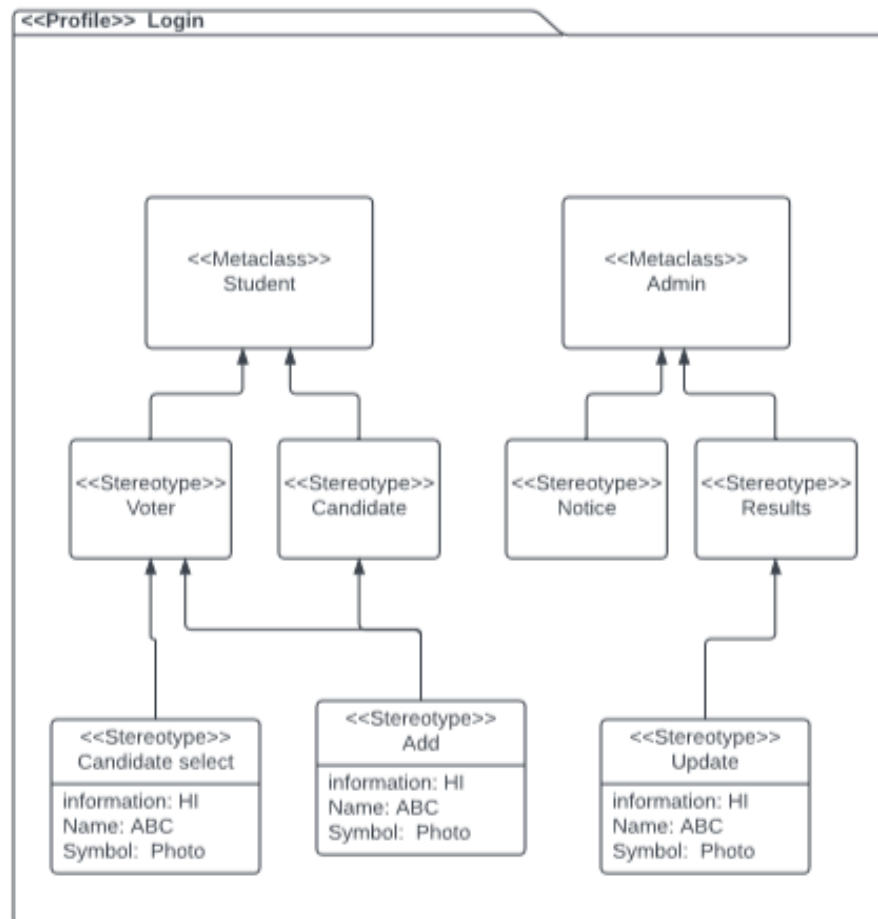 <<Profile>> Login
<<Metaclass>>
Student
<<Metaclass>>
Admin
<<Stereotype>>
Voter
<<Stereotype>>
Candidate
<<Stereotype>>
Notice
<<Stereotype>>
Results
<<Stereotype>>
Candidate select
information: HI
Name: ABC
Symbol: Photo
<<Stereotype>>
Add
information: HI
Name: ABC
Symbol: Photo
<<Stereotype>>
Update
information: HI
Name: ABC
Symbol: Photo